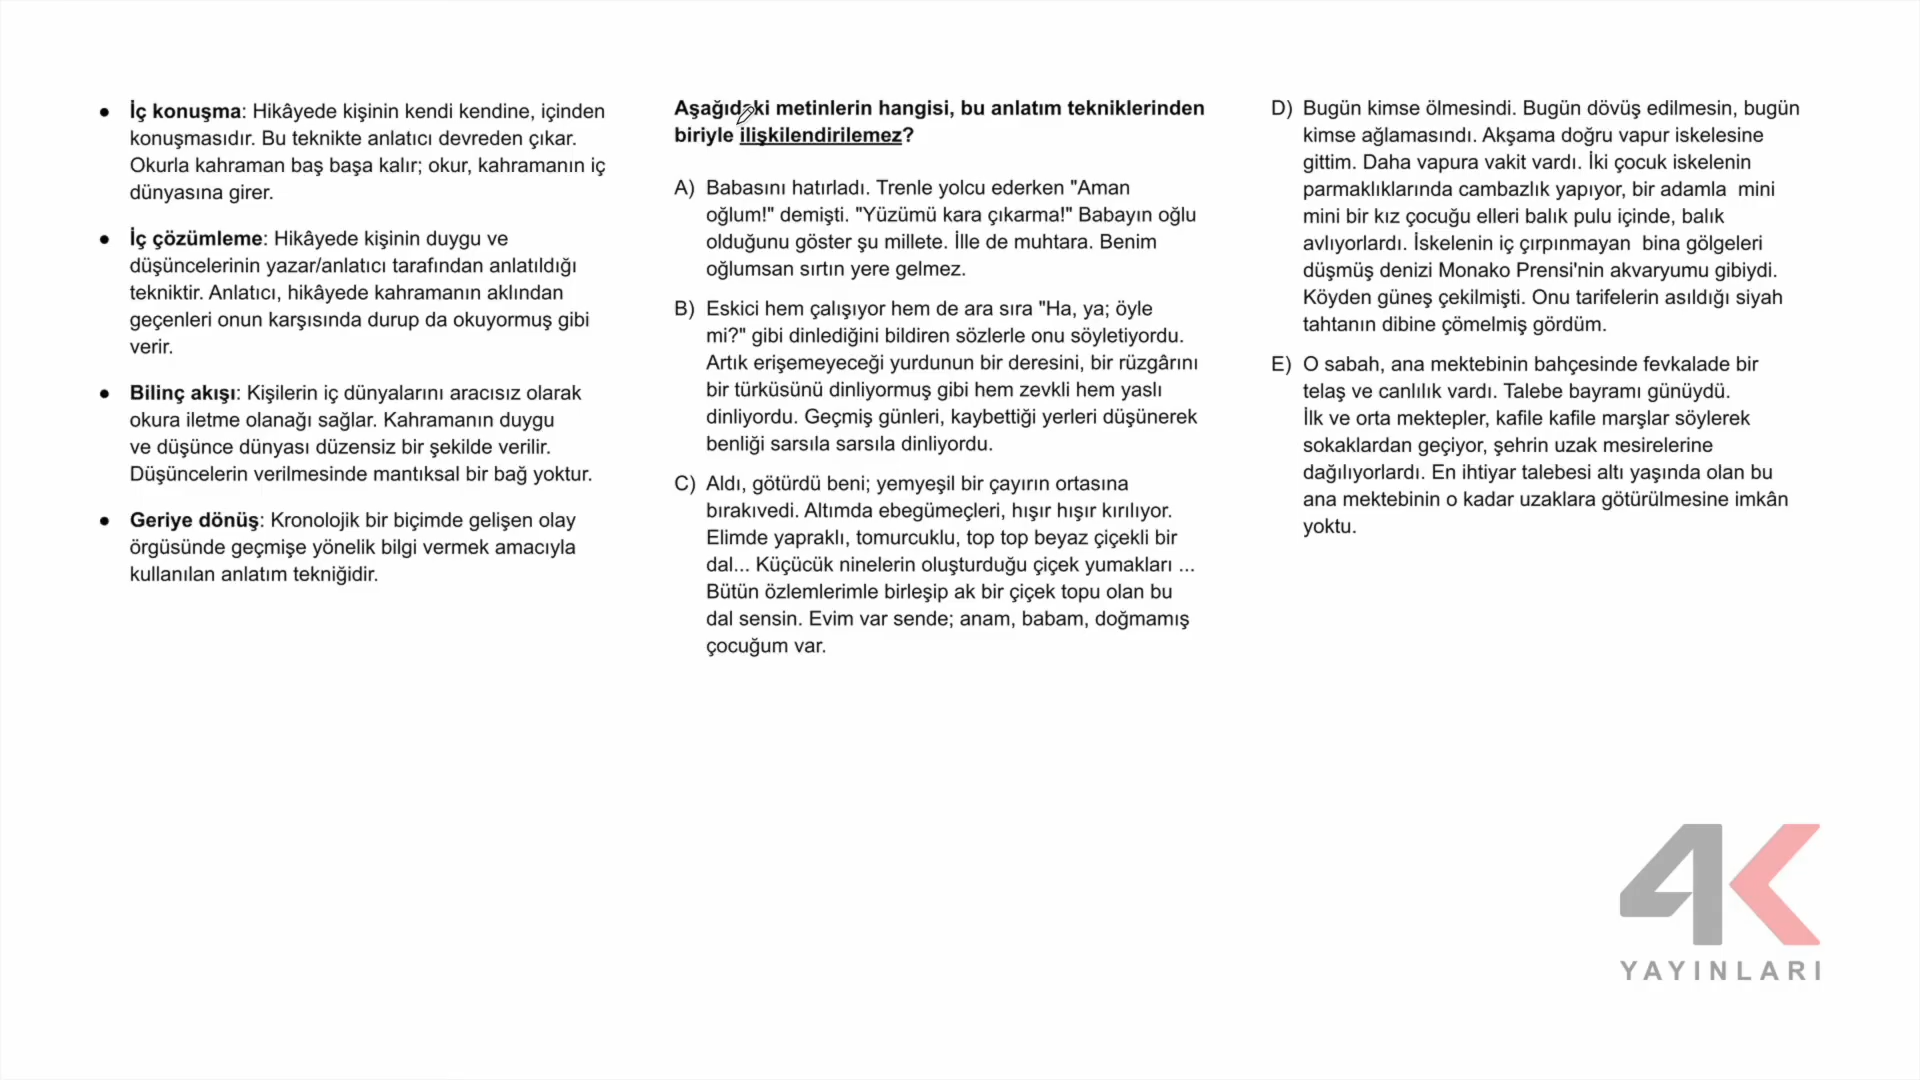 ● İç konuşma: Hikâyede kişinin kendi kendine, içinden
konuşmasıdır. Bu teknikte anlatıcı devreden çıkar.
Okurla kahraman baş başa kalır; okur, kahramanın iç
dünyasına girer.
● İç çözümleme: Hikâyede kişinin duygu ve
düşüncelerinin yazar/anlatıcı tarafından anlatıldığı
tekniktir. Anlatıcı, hikâyede kahramanın aklından
geçenleri onun karşısında durup da okuyormuş gibi
verir.
● Bilinç akışı: Kişilerin iç dünyalarını aracısız olarak
okura iletme olanağı sağlar. Kahramanın duygu
ve düşünce dünyası düzensiz bir şekilde verilir.
Düşüncelerin verilmesinde mantıksal bir bağ yoktur.
● Geriye dönüş: Kronolojik bir biçimde gelişen olay
örgüsünde geçmişe yönelik bilgi vermek amacıyla
kullanılan anlatım tekniğidir.
Aşağıdaki metinlerin hangisi, bu anlatım tekniklerinden
biriyle ilişkilendirilemez?
A) Babasını hatırladı. Trenle yolcu ederken "Aman
oğlum!" demişti. "Yüzümü kara çıkarma!" Babayın oğlu
olduğunu göster şu millete. İlle de muhtara. Benim
oğlumsan sırtın yere gelmez.
B) Eskici hem çalışıyor hem de ara sıra "Ha, ya; öyle
mi?" gibi dinlediğini bildiren sözlerle onu söyletiyordu.
Artık erişemeyeceği yurdunun bir deresini, bir rüzgârını
bir türküsünü dinliyormuş gibi hem zevkli hem yaslı
dinliyordu. Geçmiş günleri, kaybettiği yerleri düşünerek
benliği sarsıla sarsıla dinliyordu.
C) Aldı, götürdü beni; yemyeşil bir çayırın ortasına
bırakıvedi. Altımda ebegümeçleri, hışır hışır kırılıyor.
Elimde yapraklı, tomurcuklu, top top beyaz çiçekli bir
dal... Küçücük ninelerin oluşturduğu çiçek yumakları ...
Bütün özlemlerimle birleşip ak bir çiçek topu olan bu
dal sensin. Evim var sende; anam, babam, doğmamış
çocuğum var.
D) Bugün kimse ölmesindi. Bugün dövüş edilmesin, bugün
kimse ağlamasındı. Akşama doğru vapur iskelesine
gittim. Daha vapura vakit vardı. İki çocuk iskelenin
parmaklıklarında cambazlık yapıyor, bir adamla mini
mini bir kız çocuğu elleri balık pulu içinde, balık
avlıyorlardı. İskelenin iç çırpınmayan bina gölgeleri
düşmüş denizi Monako Prensi'nin akvaryumu gibiydi.
Köyden güneş çekilmişti. Onu tarifelerin asıldığı siyah
tahtanın dibine çömelmiş gördüm.
E) O sabah, ana mektebinin bahçesinde fevkalade bir
telaş ve canlılık vardı. Talebe bayramı günüydü.
İlk ve orta mektepler, kafile kafile marşlar söylerek
sokaklardan geçiyor, şehrin uzak mesirelerine
dağılıyorlardı. En ihtiyar talebesi altı yaşında olan bu
ana mektebinin o kadar uzaklara götürülmesine imkân
yoktu.
4K
YAYINLARI